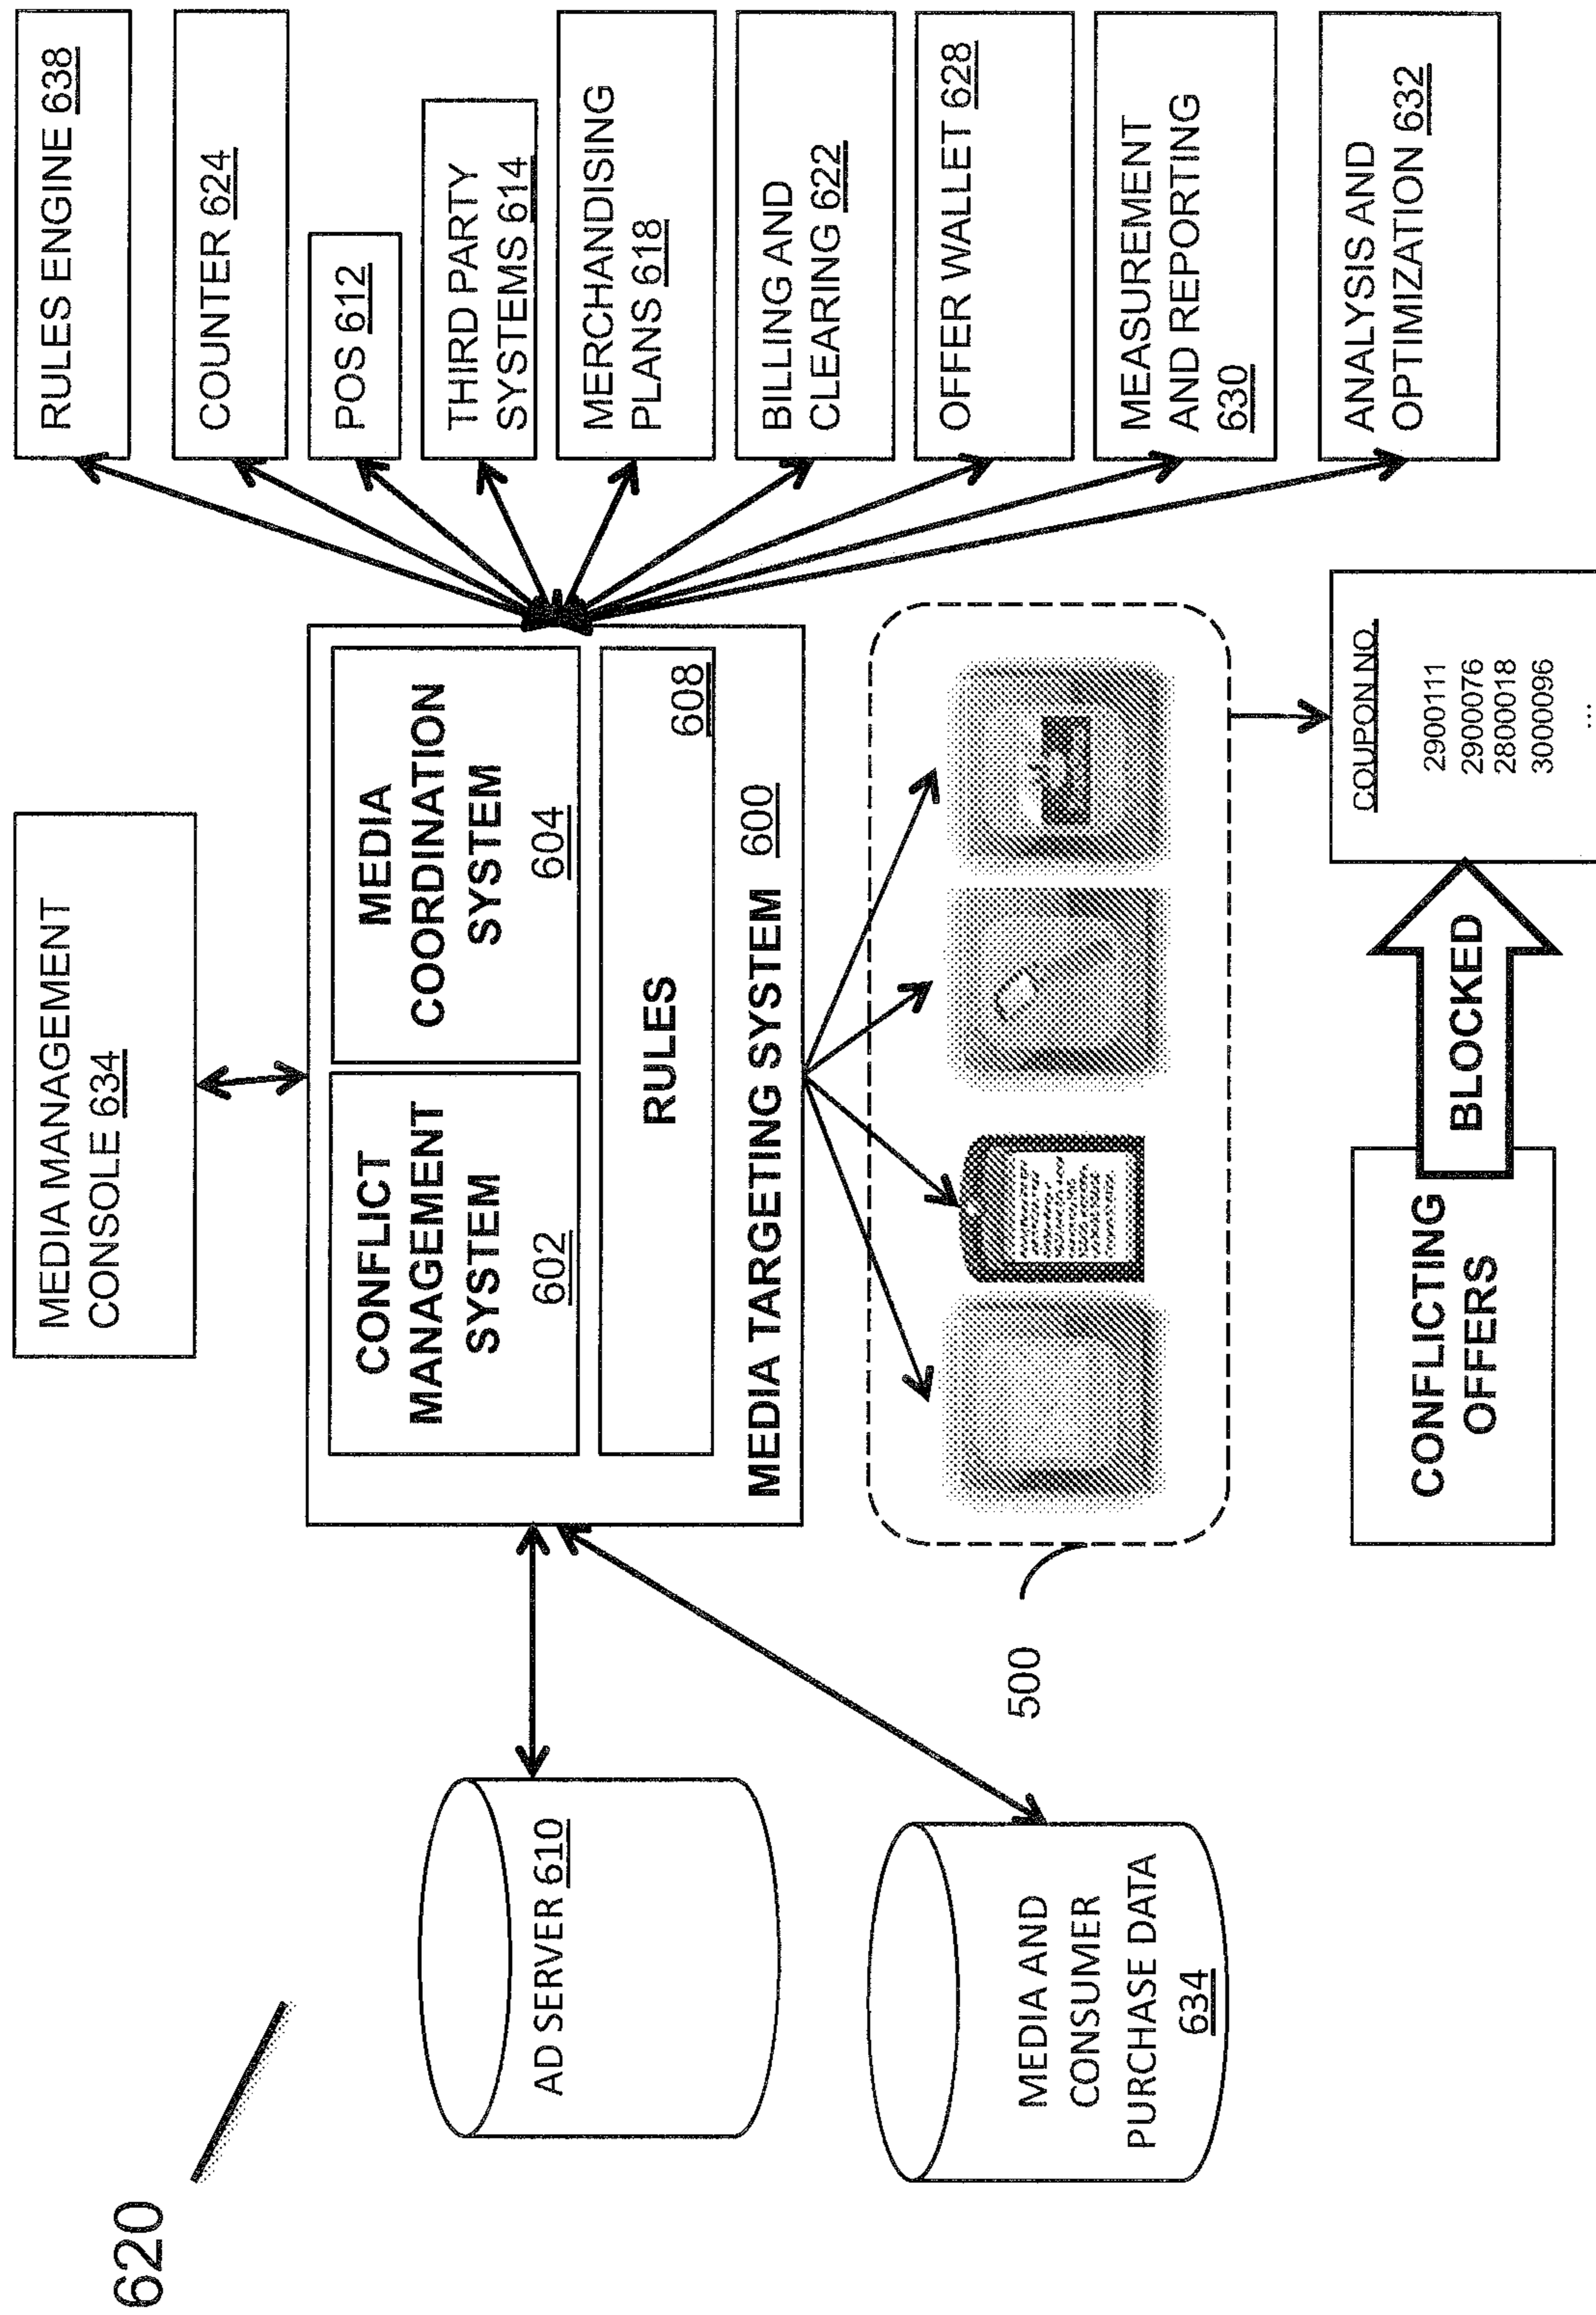 620
MEDIA MANAGEMENT
CONSOLE 634
AD SERVER 610
MEDIA AND
CONSUMER
PURCHASE DATA
634
CONFLICT
MANAGEMENT
SYSTEM
602
MEDIA
COORDINATION
SYSTEM
604
RULES
608
MEDIA TARGETING SYSTEM 600
500
RULES ENGINE 638
COUNTER 624
POS 612
THIRD PARTY
SYSTEMS 614
MERCHANDISING
PLANS 618
BILLING AND
CLEARING 622
OFFER WALLET 628
MEASUREMENT
AND REPORTING
630
ANALYSIS AND
OPTIMIZATION 632
CONFLICTING
OFFERS
BLOCKED
COUPON NO.
2900111
2900076
2800018
3000096
...